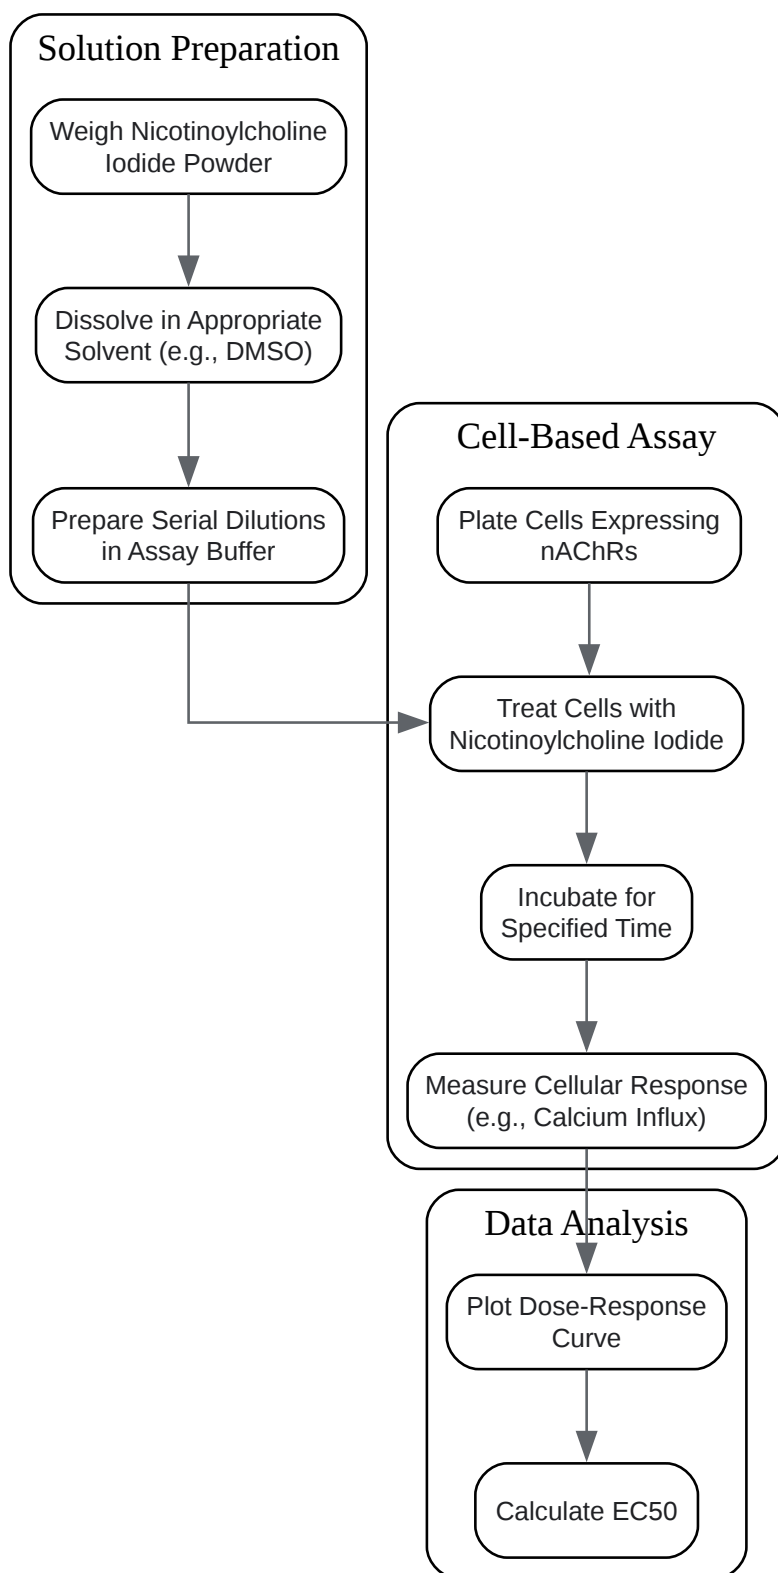 Solution Preparation
Weigh Nicotinoylcholine
Iodide Powder
Dissolve in Appropriate
Solvent (e.g., DMSO)
Prepare Serial Dilutions
in Assay Buffer
Cell-Based Assay
Plate Cells Expressing
nAChRs
Treat Cells with
Nicotinoylcholine Iodide
Incubate for
Specified Time
Measure Cellular Response
(e.g., Calcium Influx)
Data Analysis
Plot Dose-Response
Curve
Calculate EC50